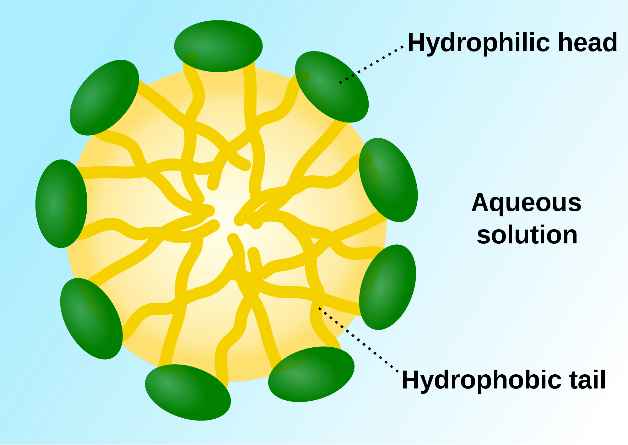 Hydrophilic head
Aqueous
solution
Hydrophobic tail